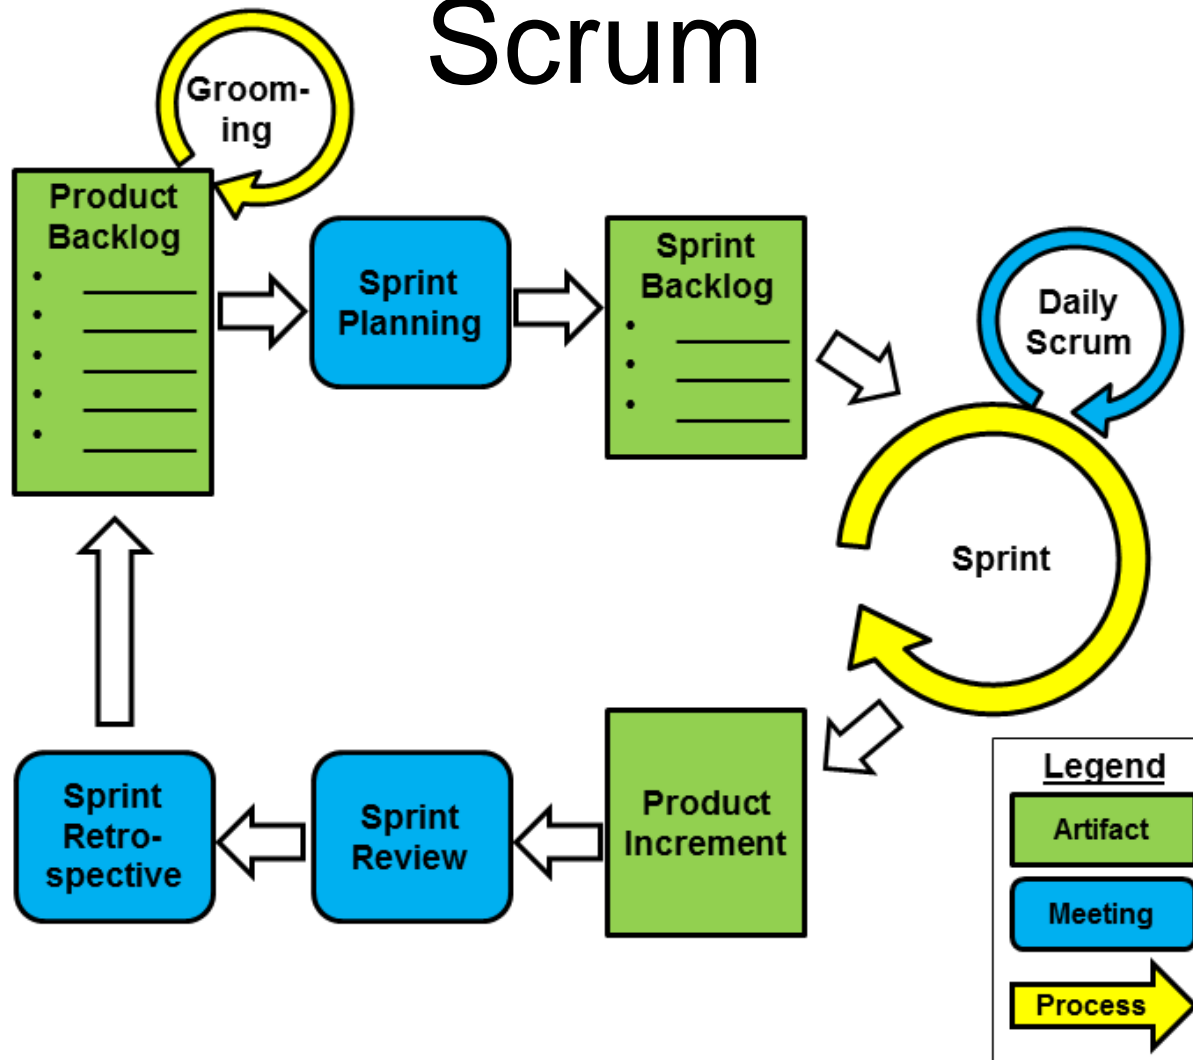 Scrum
Groom-
ing
Product
Backlog
Sprint
Planning
Sprint
Backlog
Daily
Scrum
Sprint
Sprint
Retro-
spective
Sprint
Review
Product
Increment
Legend
Artifact
Meeting
Process